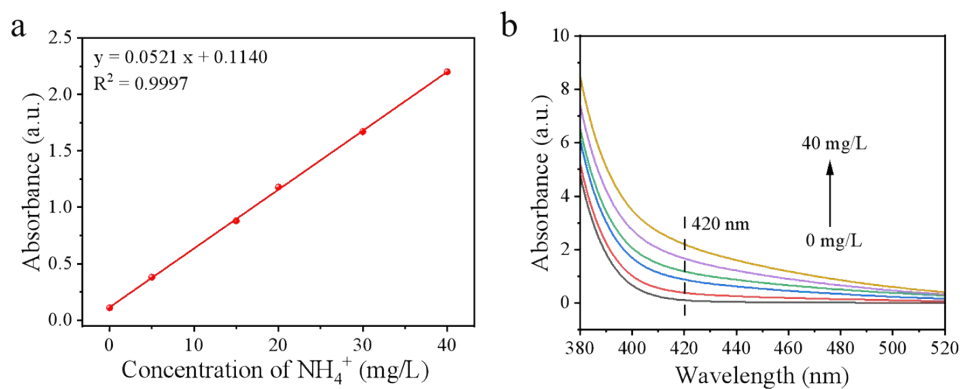 a
y = 0.0521 x + 0.1140
R² = 0.9997
Absorbance (a.u.)
2.5
2.0
1.5
1.0
0.5
0.0
0 10 20 30 40
Concentration of NH₄⁺ (mg/L)
b
Absorbance (a.u.)
10
8
6
4
2
0
40 mg/L
0 mg/L
420 nm
380 400 420 440 460 480 500 520
Wavelength (nm)